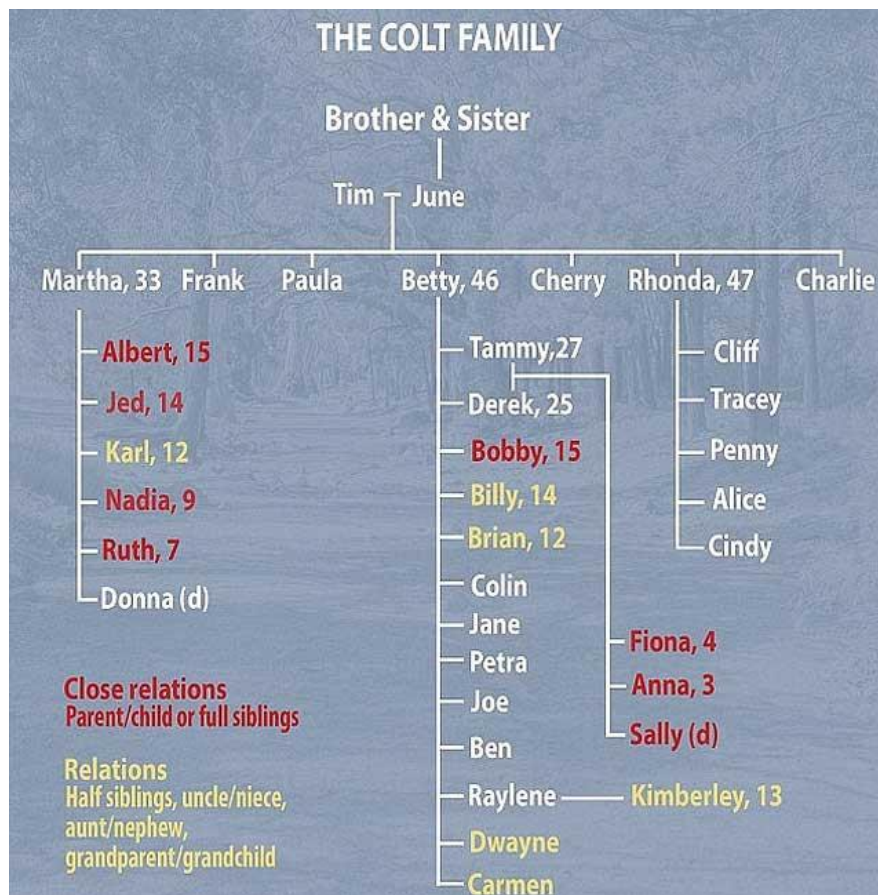 THE COLT FAMILY
Brother & Sister
Tim June
Martha, 33 Frank Paula Betty, 46 Cherry Rhonda, 47 Charlie
Albert, 15
Jed, 14
Karl, 12
Nadia, 9
Ruth, 7
Donna (d)
Tammy,27
Derek, 25
Bobby, 15
Billy, 14
Brian, 12
Colin
Jane
Petra
Joe
Ben
Raylene
Dwayne
Carmen
Fiona, 4
Anna, 3
Sally (d)
Kimberley, 13
Cliff
Tracey
Penny
Alice
Cindy
Close relations
Parent/child or full siblings
Relations
Half siblings, uncle/niece,
aunt/nephew,
grandparent/grandchild